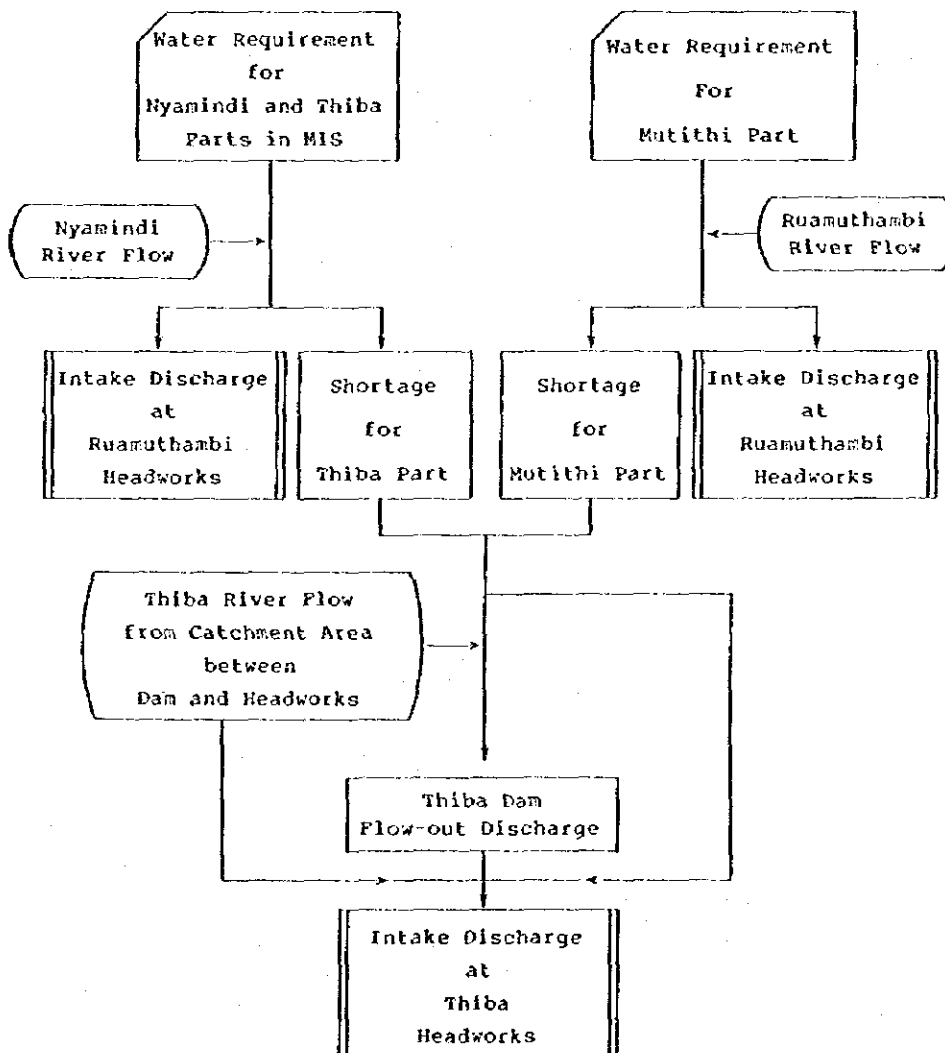 Water Requirement
for
Nyamindi and Thiba
Parts in MIS
Water Requirement
For
Mutithi Part
Nyamindi
River Flow
Ruamuthambi
River Flow
Intake Discharge
at
Ruamuthambi
Headworks
Shortage
for
Thiba Part
Shortage
for
Mutithi Part
Intake Discharge
at
Ruamuthambi
Headworks
Thiba River Flow
from Catchment Area
between
Dam and Headworks
Thiba Dam
Flow-out Discharge
Intake Discharge
at
Thiba
Headworks